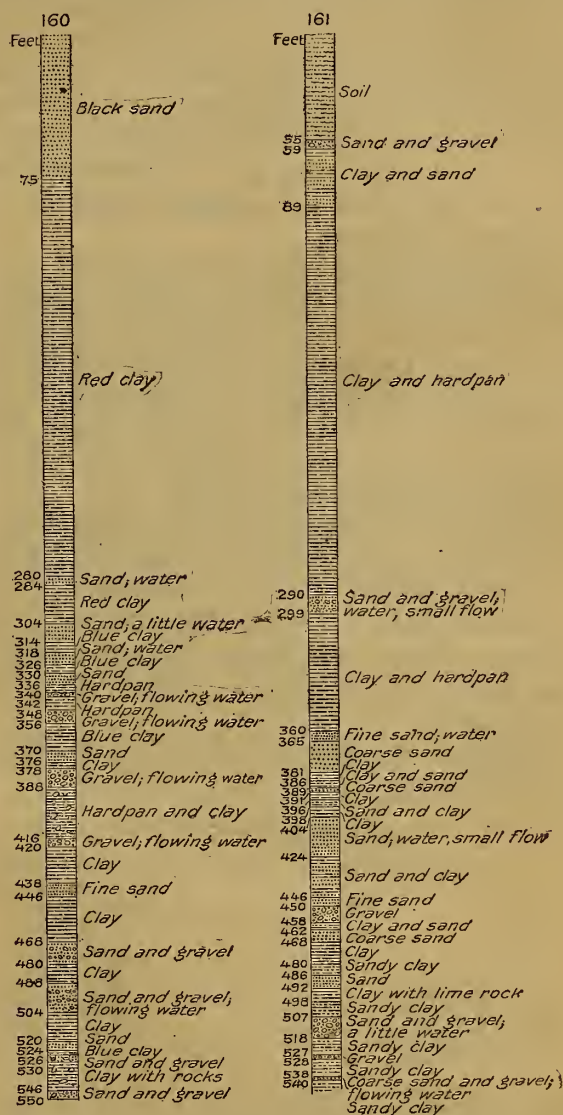 160
Feet
Black sand
75
Red clay
280
Sand; water
284
Red clay
304
Sand; a little water
314
Blue clay
318
Sand; water
326
Blue clay
330
Sand
336
Hardpan
340
Gravel; flowing water
342
Hardpan
348
Gravel; flowing water
356
Blue clay
370
Sand
376
Clay
378
Gravel; flowing water
388
Hardpan and clay
416
Gravel; flowing water
420
Clay
438
Fine sand
446
Clay
468
Sand and gravel
480
Clay
488
Sand and gravel;
flowing water
504
Clay
520
Sand
524
Blue clay
526
Sand and gravel
530
Clay with rocks
546
Sand and gravel
550
161
Feet
Soil
55
Sand and gravel
59
Clay and sand
89
Clay and hardpan
290
Sand and gravel;
water, small flow
299
Clay and hardpan
360
Fine sand; water
365
Coarse sand
381
Clay
386
Clay and sand
389
Coarse sand
391
Clay
396
Sand and clay
398
Clay
404
Sand; water, small flow
424
Sand and clay
446
Fine sand
450
Gravel
458
Clay and sand
462
Coarse sand
468
Clay
480
Sandy clay
486
Sand
492
Clay with lime rock
498
Sandy clay
507
Sand and gravel;
a little water
518
Sandy clay
527
Gravel
528
Sandy clay
538
Coarse sand and gravel;
flowing water
540
Sandy clay